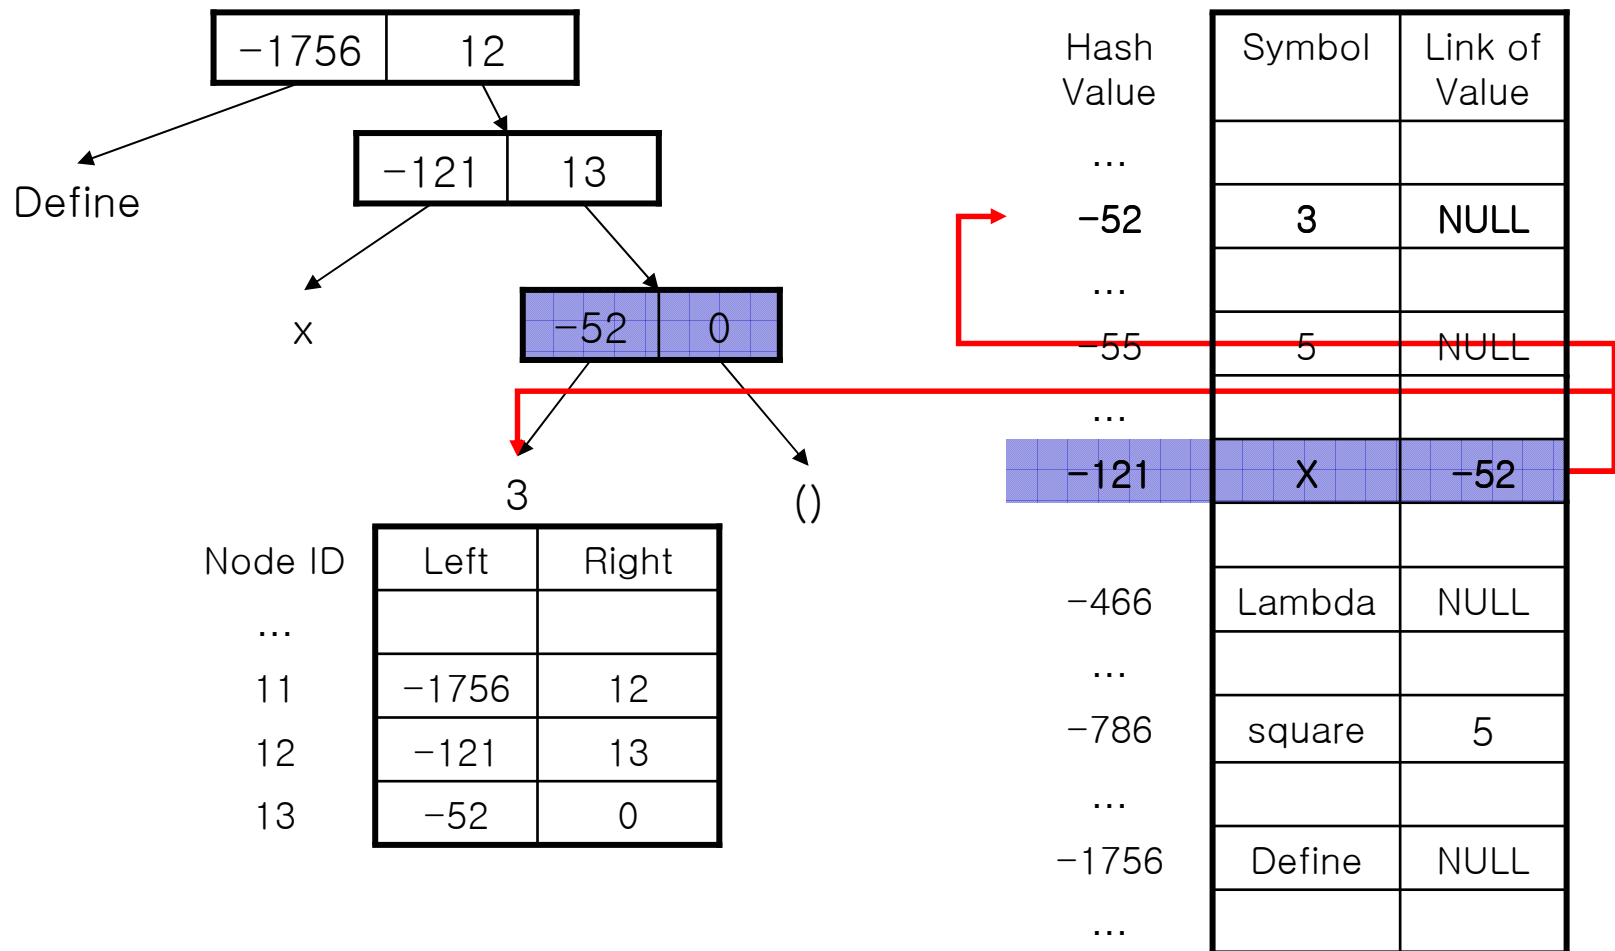 -1756 12
Define
-121 13
x
-52 0
3
()
Node ID Left Right
...
11 -1756 12
12 -121 13
13 -52 0
Hash Value Symbol Link of Value
...
-52 3 NULL
...
-55 5 NULL
...
-121 X -52
-466 Lambda NULL
...
-786 square 5
...
-1756 Define NULL
...